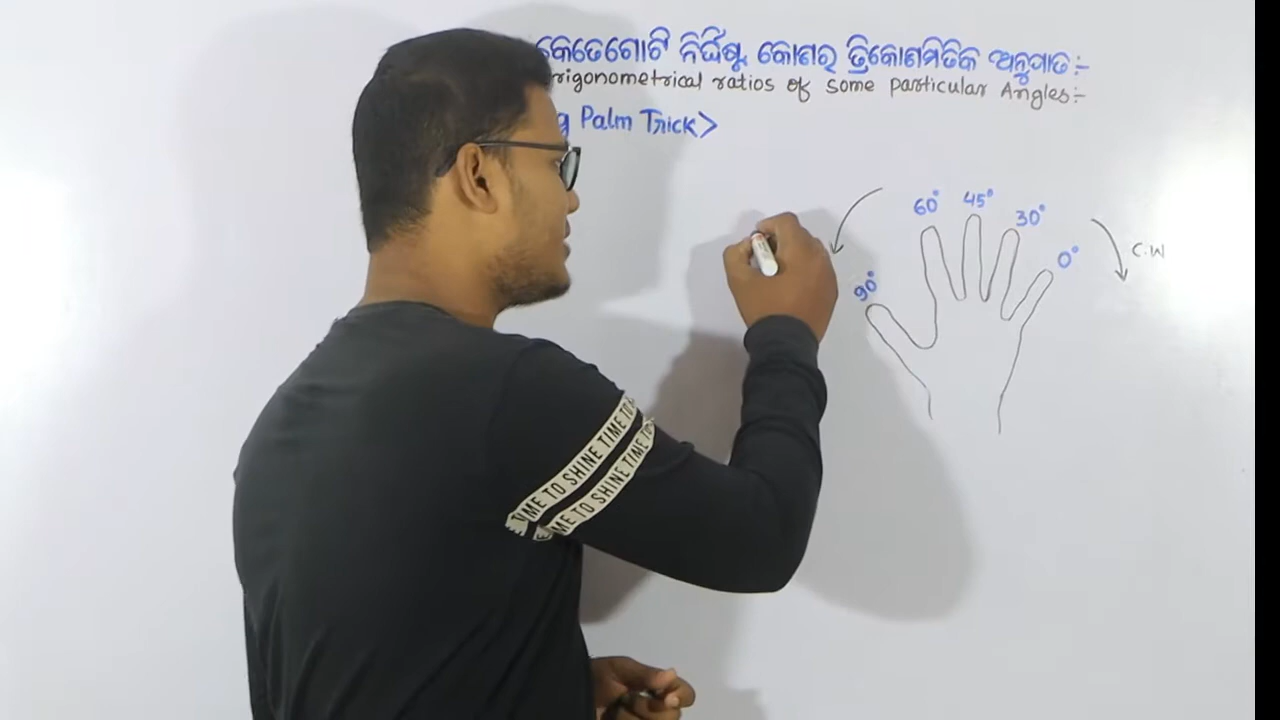 କେତେଗୋଟି ନିର୍ଦ୍ଦିଷ୍ଟ କୋଣର ତ୍ରିକୋଣମିତିକ ଅନୁପାତ :-
rigonometrical ratios of some particular Angles:-
Palm Trick>
60° 45° 30°
0°
C.W
90°
TIME TO SHINE TIME TO
ME TO SHINE TIME TO